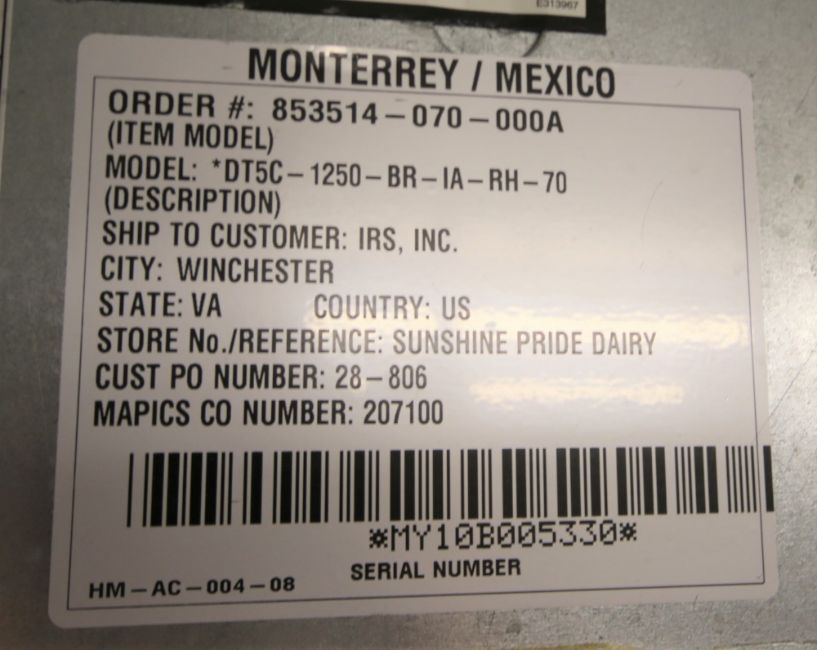 E313967
MONTERREY / MEXICO
ORDER #: 853514-070-000A
(ITEM MODEL)
MODEL: *DT5C-1250-BR-IA-RH-70
(DESCRIPTION)
SHIP TO CUSTOMER: IRS, INC.
CITY: WINCHESTER
STATE: VA COUNTRY: US
STORE No./REFERENCE: SUNSHINE PRIDE DAIRY
CUST PO NUMBER: 28-806
MAPICS CO NUMBER: 207100
*MY10B005330*
SERIAL NUMBER
HM-AC-004-08